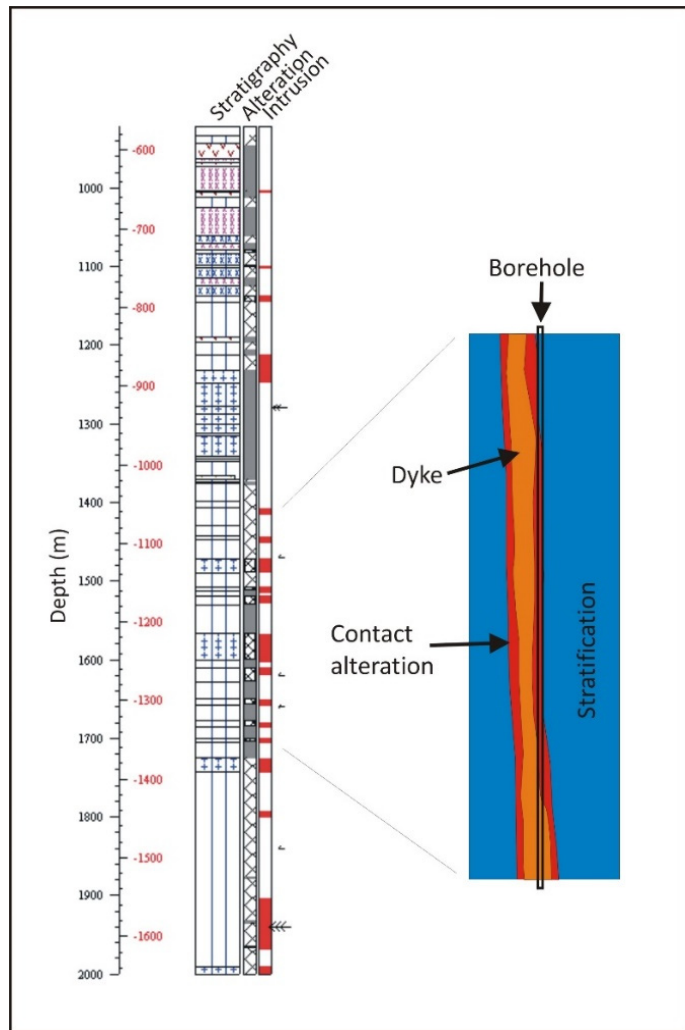 Stratigraphy
Alteration
Intrusion
-600
1000
-700
1100
-800
1200
-900
1300
-1000
1400
-1100
1500
-1200
1600
-1300
1700
-1400
1800
-1500
1900
-1600
2000
Depth (m)
Borehole
Dyke
Contact
alteration
Stratification